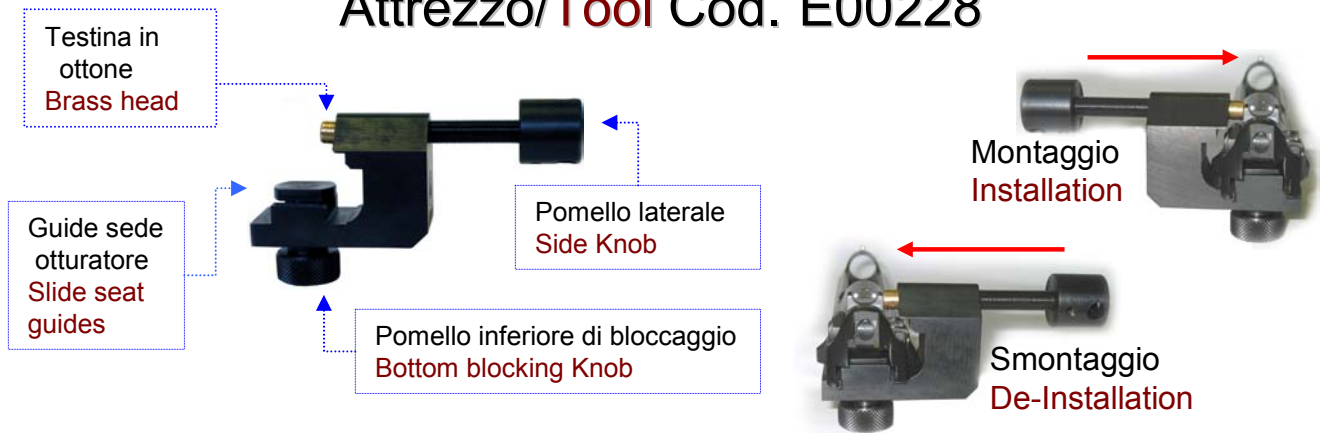 Attrezzo/Tool Cod. E00228
Testina in
ottone
Brass head
Guide sede
otturatore
Slide seat
guides
Pomello laterale
Side Knob
Pomello inferiore di bloccaggio
Bottom blocking Knob
Montaggio
Installation
Smontaggio
De-Installation